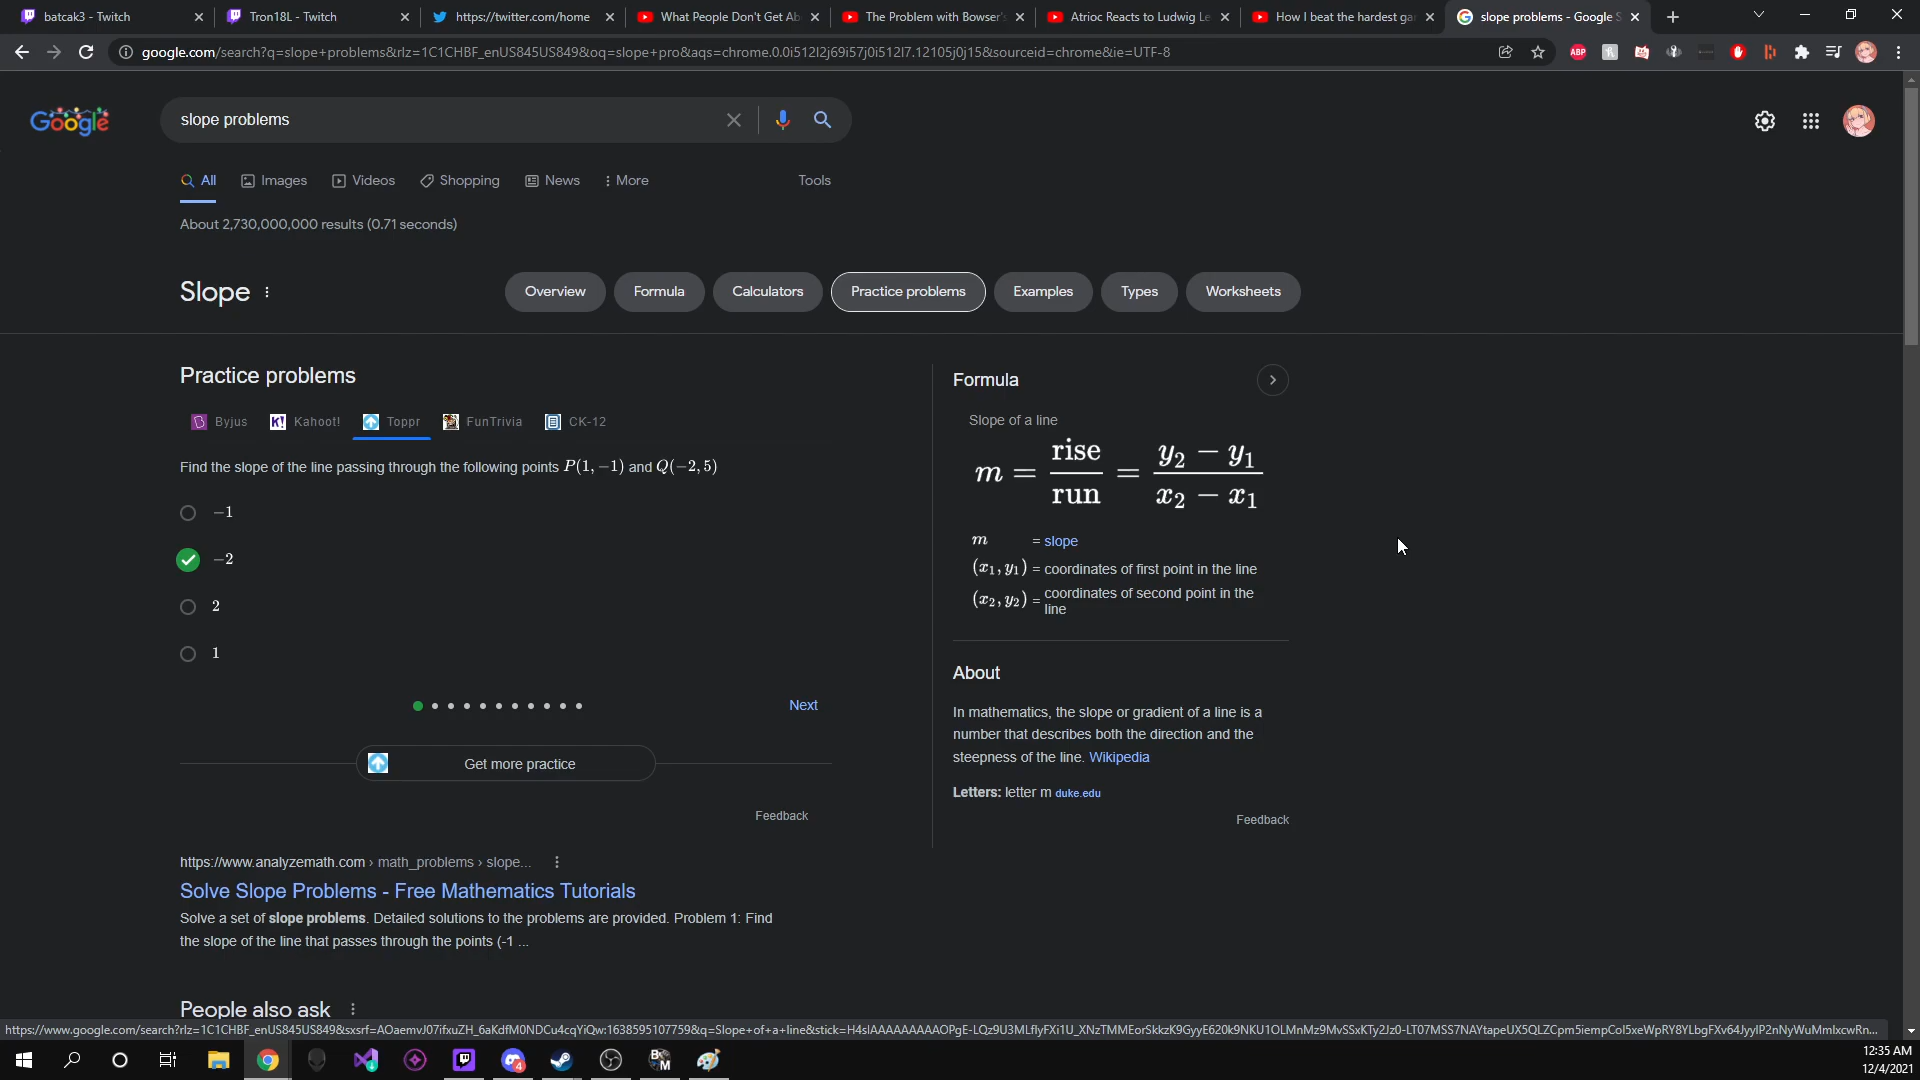 batcak3 - Twitch
Tron18L - Twitch
https://twitter.com/home
What People Don't Get Ab
The Problem with Bowser's
Atrioc Reacts to Ludwig Le
How I beat the hardest ga
slope problems - Google S
google.com/search?q=slope+problems&rlz=1C1CHBF_enUS845US849&oq=slope+pro&aqs=chrome.0.0i512l2j69i57j0i512l7.12105j0j15&sourceid=chrome&ie=UTF-8
ABP
Google
slope problems
All
Images
Videos
Shopping
News
More
Tools
About 2,730,000,000 results (0.71 seconds)
Slope
Overview
Formula
Calculators
Practice problems
Examples
Types
Worksheets
Practice problems
Byjus
K! Kahoot!
Toppr
FunTrivia
CK-12
Find the slope of the line passing through the following points P(1, −1) and Q(−2, 5)
−1
−2
2
1
Next
Get more practice
Feedback
Formula
Slope of a line
m = rise/run = (y₂ − y₁)/(x₂ − x₁)
m = slope
(x₁, y₁) = coordinates of first point in the line
(x₂, y₂) = coordinates of second point in the
line
About
In mathematics, the slope or gradient of a line is a
number that describes both the direction and the
steepness of the line. Wikipedia
Letters: letter m duke.edu
Feedback
https://www.analyzemath.com › math_problems › slope...
Solve Slope Problems - Free Mathematics Tutorials
Solve a set of slope problems. Detailed solutions to the problems are provided. Problem 1: Find
the slope of the line that passes through the points (-1 ...
People also ask
4
B
M
12:35 AM
12/4/2021